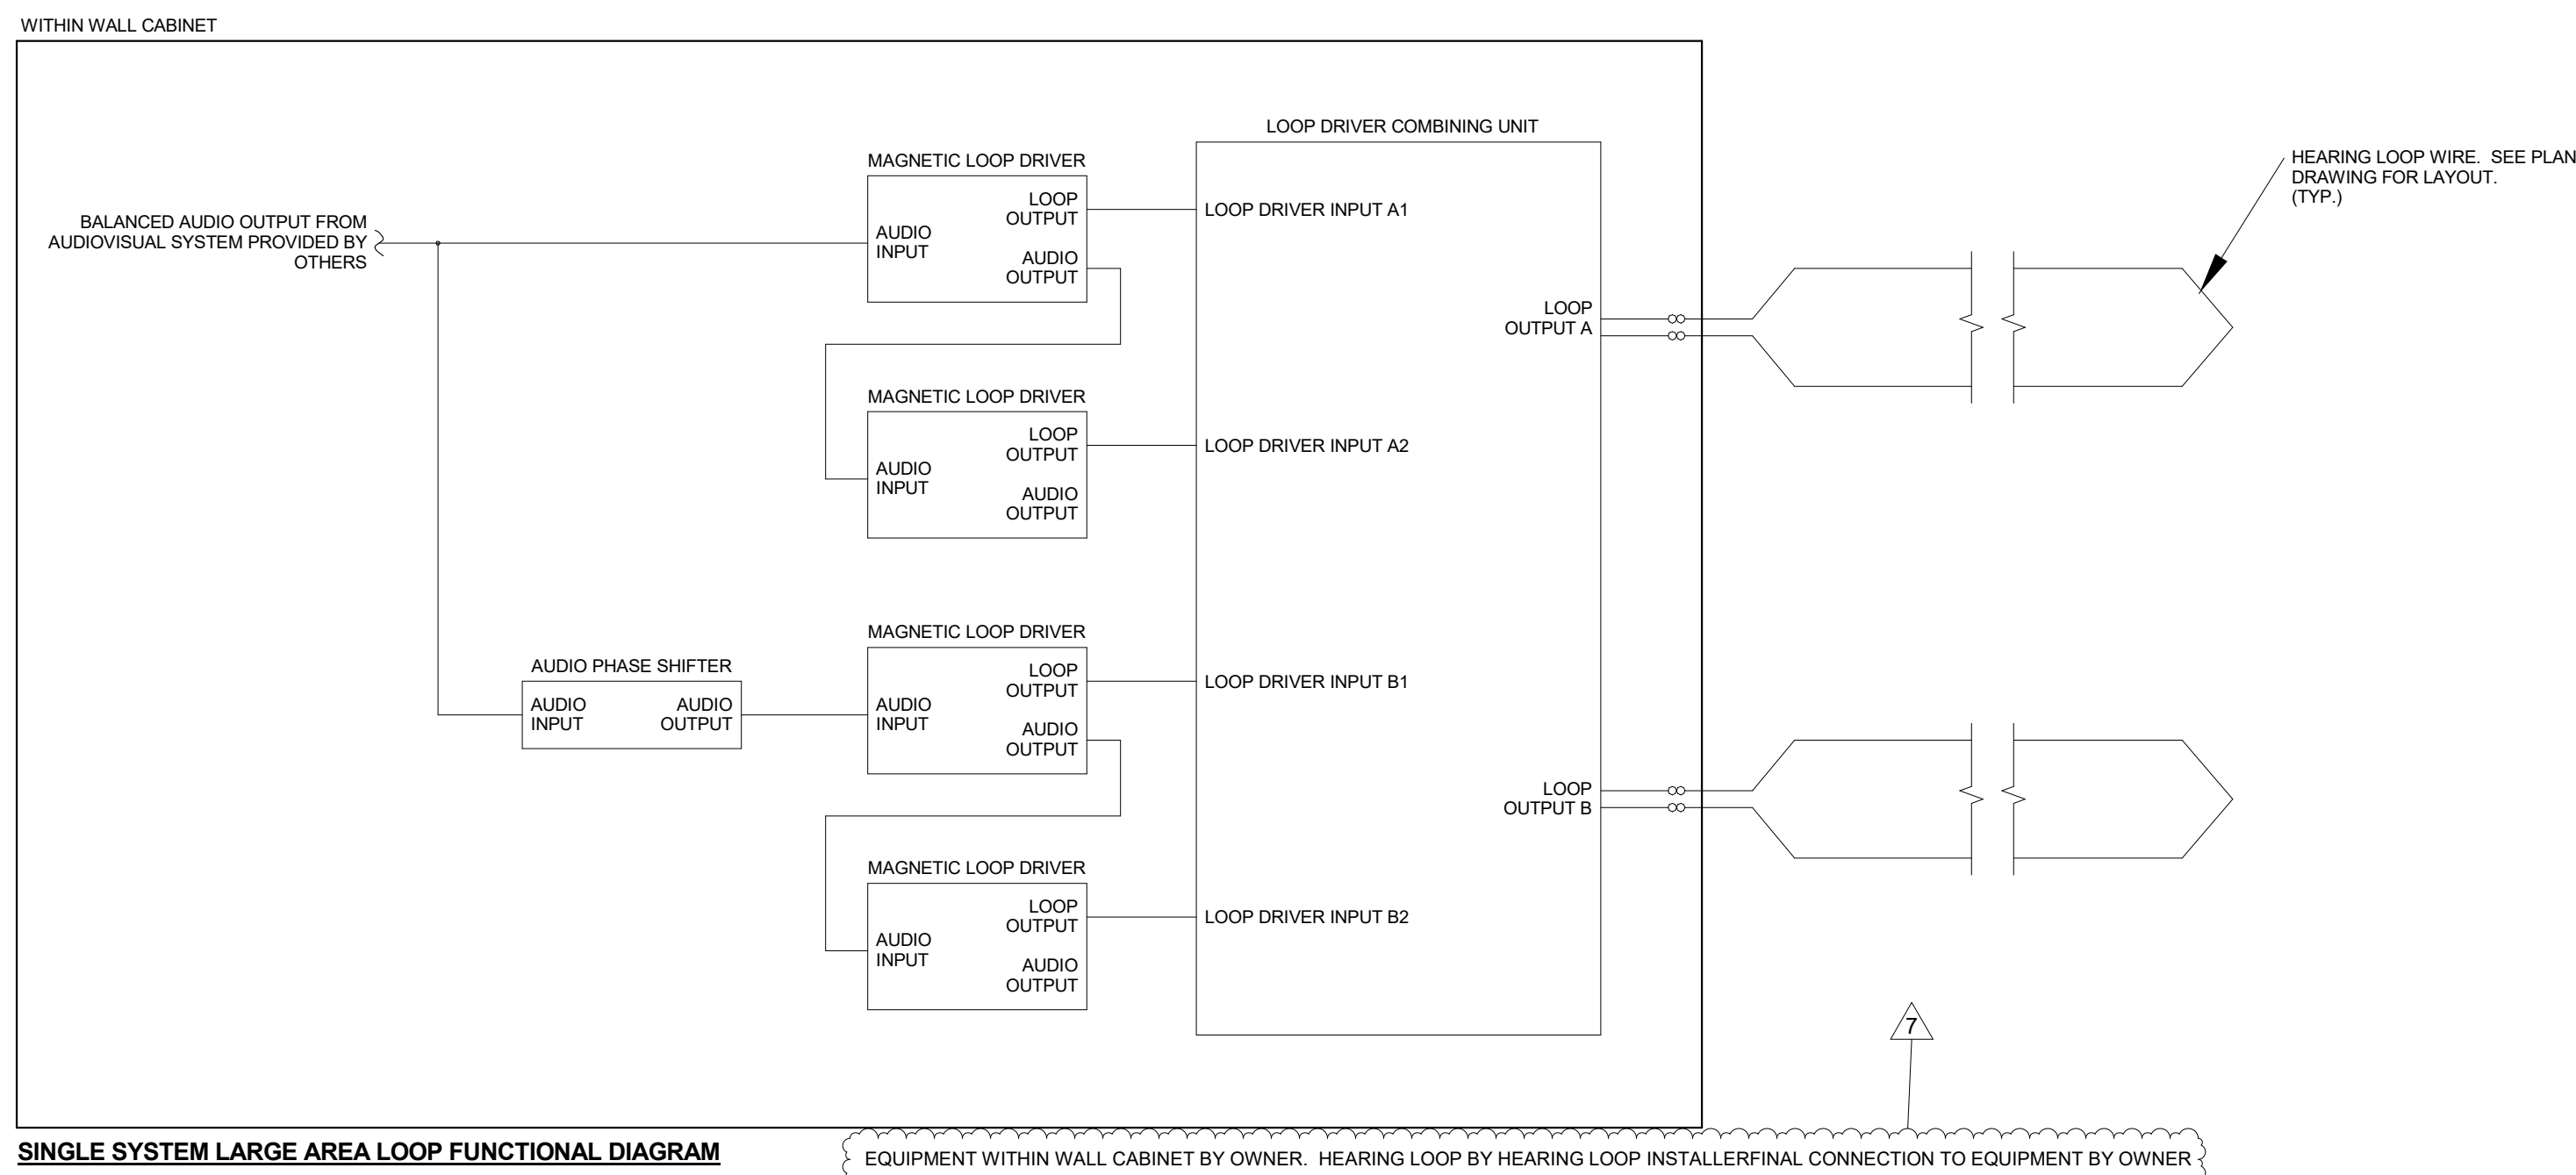 WITHIN WALL CABINET
LOOP DRIVER COMBINING UNIT
MAGNETIC LOOP DRIVER
LOOP
OUTPUT
AUDIO
INPUT
AUDIO
OUTPUT
LOOP DRIVER INPUT A1
HEARING LOOP WIRE. SEE PLAN
DRAWING FOR LAYOUT.
(TYP.)
BALANCED AUDIO OUTPUT FROM
AUDIOVISUAL SYSTEM PROVIDED BY
OTHERS
LOOP
OUTPUT A
MAGNETIC LOOP DRIVER
LOOP
OUTPUT
AUDIO
INPUT
AUDIO
OUTPUT
LOOP DRIVER INPUT A2
AUDIO PHASE SHIFTER
AUDIO
INPUT
AUDIO
OUTPUT
MAGNETIC LOOP DRIVER
LOOP
OUTPUT
AUDIO
INPUT
AUDIO
OUTPUT
LOOP DRIVER INPUT B1
LOOP
OUTPUT B
MAGNETIC LOOP DRIVER
LOOP
OUTPUT
AUDIO
INPUT
AUDIO
OUTPUT
LOOP DRIVER INPUT B2
7
SINGLE SYSTEM LARGE AREA LOOP FUNCTIONAL DIAGRAM
EQUIPMENT WITHIN WALL CABINET BY OWNER. HEARING LOOP BY HEARING LOOP INSTALLERFINAL CONNECTION TO EQUIPMENT BY OWNER